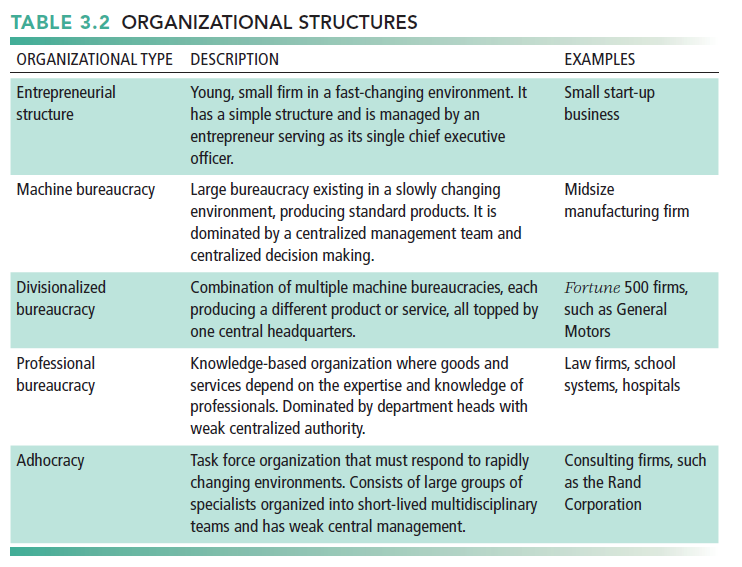 TABLE 3.2 ORGANIZATIONAL STRUCTURES
ORGANIZATIONAL TYPE DESCRIPTION EXAMPLES
Entrepreneurial Young, small firm in a fast-changing environment. It Small start-up
structure has a simple structure and is managed by an business
entrepreneur serving as its single chief executive
officer.
Machine bureaucracy Large bureaucracy existing in a slowly changing Midsize
environment, producing standard products. It is manufacturing firm
dominated by a centralized management team and
centralized decision making.
Divisionalized Combination of multiple machine bureaucracies, each Fortune 500 firms,
bureaucracy producing a different product or service, all topped by such as General
one central headquarters. Motors
Professional Knowledge-based organization where goods and Law firms, school
bureaucracy services depend on the expertise and knowledge of systems, hospitals
professionals. Dominated by department heads with
weak centralized authority.
Adhocracy Task force organization that must respond to rapidly Consulting firms, such
changing environments. Consists of large groups of as the Rand
specialists organized into short-lived multidisciplinary Corporation
teams and has weak central management.